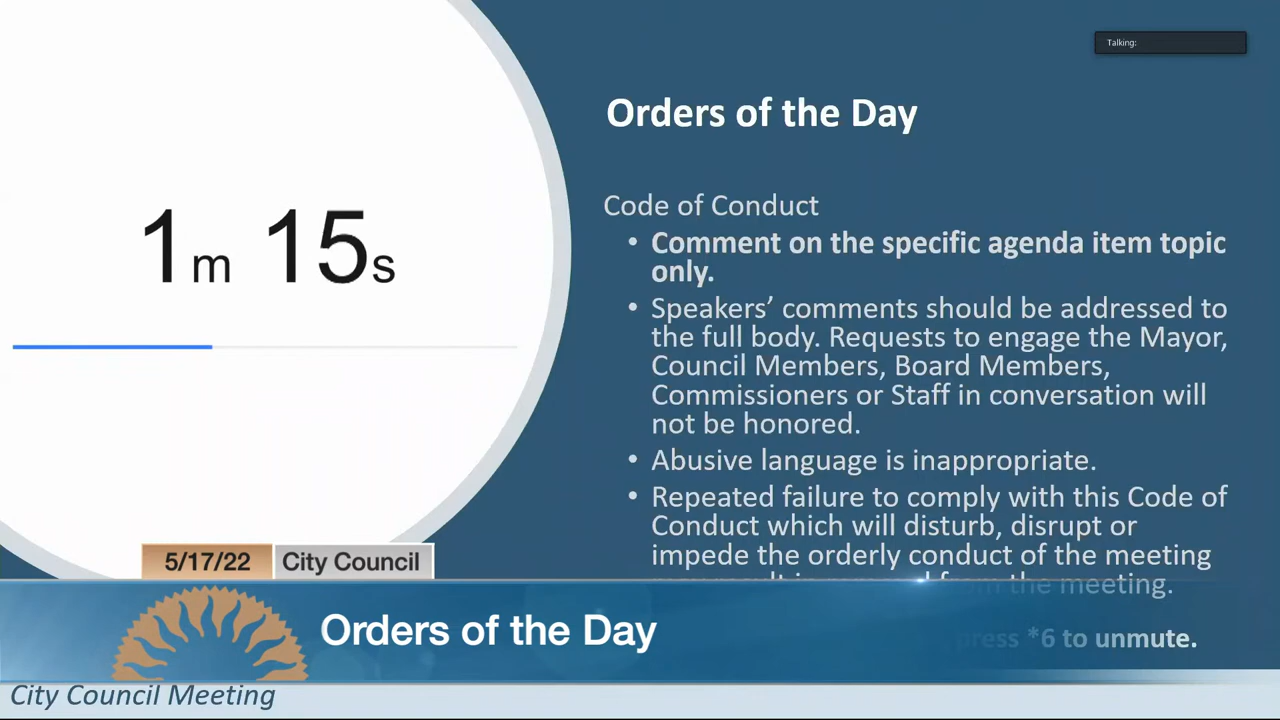 Talking:
Orders of the Day
1m 15s
Code of Conduct
• Comment on the specific agenda item topic
only.
• Speakers’ comments should be addressed to
the full body. Requests to engage the Mayor,
Council Members, Board Members,
Commissioners or Staff in conversation will
not be honored.
• Abusive language is inappropriate.
• Repeated failure to comply with this Code of
Conduct which will disturb, disrupt or
impede the orderly conduct of the meeting
from the meeting.
press *6 to unmute.
5/17/22 City Council
Orders of the Day
City Council Meeting